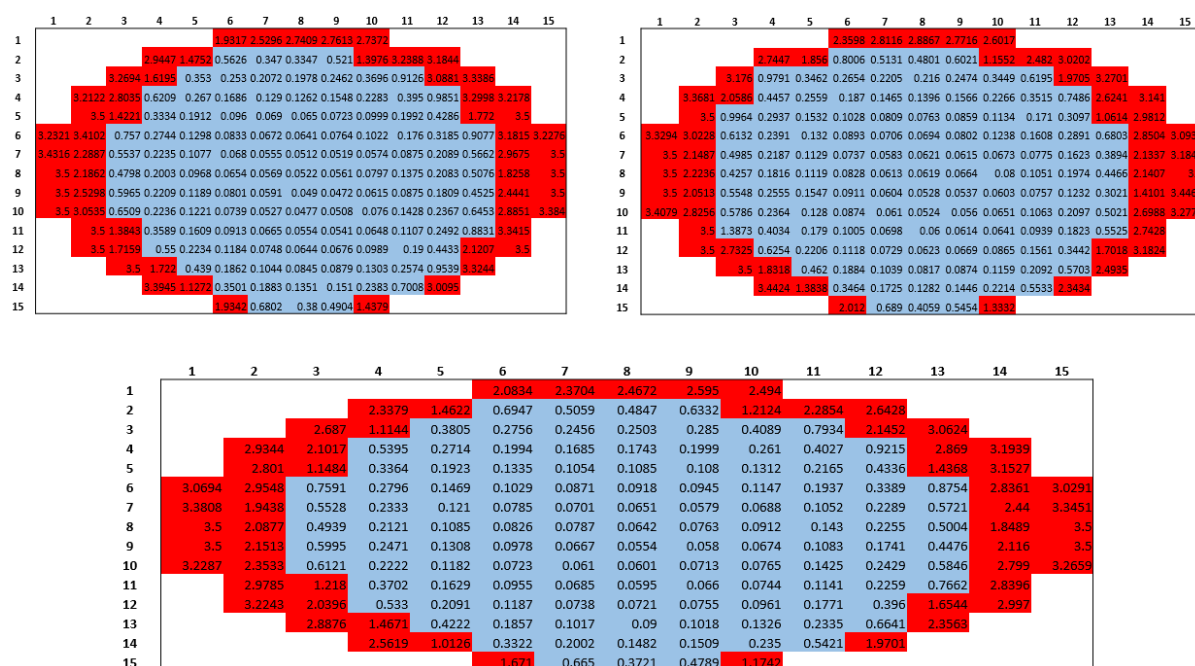 1 2 3 4 5 6 7 8 9 10 11 12 13 14 15
1 1.9317 2.5296 2.7409 2.7613 2.7372
2 2.9447 1.4752 0.5626 0.347 0.3347 0.521 1.3976 3.2388 3.1844
3 3.2694 1.6195 0.353 0.253 0.2072 0.1978 0.2462 0.3696 0.9126 3.0881 3.3386
4 3.2122 2.8035 0.6209 0.267 0.1686 0.129 0.1262 0.1548 0.2283 0.395 0.9851 3.2998 3.2178
5 3.5 1.4221 0.3334 0.1912 0.096 0.069 0.065 0.0723 0.0999 0.1992 0.4286 1.772 3.5
6 3.2321 3.4102 0.757 0.2744 0.1298 0.0833 0.0672 0.0641 0.0764 0.1022 0.176 0.3185 0.9077 3.1815 3.2276
7 3.4316 2.2887 0.5537 0.2235 0.1077 0.068 0.0555 0.0512 0.0519 0.0574 0.0875 0.2089 0.5662 2.9675 3.5
8 3.5 2.1862 0.4798 0.2003 0.0968 0.0654 0.0569 0.0522 0.0561 0.0797 0.1375 0.2083 0.5076 1.8258 3.5
9 3.5 2.5298 0.5965 0.2209 0.1189 0.0801 0.0591 0.049 0.0472 0.0615 0.0875 0.1809 0.4525 2.4441 3.5
10 3.5 3.0535 0.6509 0.2236 0.1221 0.0739 0.0527 0.0477 0.0508 0.076 0.1428 0.2367 0.6453 2.8851 3.384
11 3.5 1.3843 0.3589 0.1609 0.0913 0.0665 0.0554 0.0541 0.0648 0.1107 0.2492 0.8831 3.3415
12 3.5 1.7159 0.55 0.2234 0.1184 0.0748 0.0644 0.0676 0.0989 0.19 0.4433 2.1207 3.5
13 3.5 1.722 0.439 0.1862 0.1044 0.0845 0.0879 0.1303 0.2574 0.9539 3.3244
14 3.3945 1.1272 0.3501 0.1883 0.1351 0.151 0.2383 0.7008 3.0095
15 1.9342 0.6802 0.38 0.4904 1.4379
1 2 3 4 5 6 7 8 9 10 11 12 13 14 15
1 2.3598 2.8116 2.8867 2.7716 2.6017
2 2.7447 1.856 0.8006 0.5131 0.4801 0.6021 1.1552 2.482 3.0202
3 3.176 0.9791 0.3462 0.2654 0.2205 0.216 0.2474 0.3449 0.6195 1.9705 3.2701
4 3.3681 2.0586 0.4457 0.2559 0.187 0.1465 0.1396 0.1566 0.2266 0.3515 0.7486 2.6241 3.141
5 3.5 0.9964 0.2937 0.1532 0.1028 0.0809 0.0763 0.0859 0.1134 0.171 0.3097 1.0614 2.9812
6 3.3294 3.0228 0.6132 0.2391 0.132 0.0893 0.0706 0.0694 0.0802 0.1238 0.1608 0.2891 0.6803 2.8504
7 3.5 2.1487 0.4985 0.2187 0.1129 0.0737 0.0583 0.0621 0.0615 0.0673 0.0775 0.1623 0.3894 2.1337
8 3.5 2.2236 0.4257 0.1816 0.1119 0.0828 0.0613 0.0619 0.0664 0.08 0.1051 0.1974 0.4466 2.1407
9 3.5 2.0513 0.5548 0.2555 0.1547 0.0911 0.0604 0.0528 0.0537 0.0603 0.0757 0.1232 0.3021 1.4101
10 3.4079 2.8256 0.5786 0.2364 0.128 0.0874 0.061 0.0524 0.056 0.0651 0.1063 0.2097 0.5021 2.6988
11 3.5 1.3873 0.4034 0.179 0.1005 0.0698 0.06 0.0614 0.0641 0.0939 0.1823 0.5525 2.7428
12 3.5 2.7325 0.6254 0.2206 0.1118 0.0729 0.0623 0.0669 0.0865 0.1561 0.3442 1.7018 3.1824
13 3.5 1.8318 0.462 0.1884 0.1039 0.0817 0.0874 0.1159 0.2092 0.5703 2.4935
14 3.4424 1.3838 0.3464 0.1725 0.1282 0.1446 0.2214 0.5533 2.3434
15 2.012 0.689 0.4059 0.5454 1.3332
1 2 3 4 5 6 7 8 9 10 11 12 13 14 15
1 2.0834 2.3704 2.4672 2.595 2.494
2 2.3379 1.4622 0.6947 0.5059 0.4847 0.6332 1.2124 2.2854 2.6428
3 2.687 1.1144 0.3805 0.2756 0.2456 0.2503 0.285 0.4089 0.7934 2.1452 3.0624
4 2.9344 2.1017 0.5395 0.2714 0.1994 0.1685 0.1743 0.1999 0.261 0.4027 0.9215 2.869 3.1939
5 2.801 1.1484 0.3364 0.1923 0.1335 0.1054 0.1085 0.108 0.1312 0.2165 0.4336 1.4368 3.1527
6 3.0694 2.9548 0.7591 0.2796 0.1469 0.1029 0.0871 0.0918 0.0945 0.1147 0.1937 0.3389 0.8754 2.8361 3.0291
7 3.3808 1.9438 0.5528 0.2333 0.121 0.0785 0.0701 0.0651 0.0579 0.0688 0.1052 0.2289 0.5721 2.44 3.3451
8 3.5 2.0877 0.4939 0.2121 0.1085 0.0826 0.0787 0.0642 0.0763 0.0912 0.143 0.2255 0.5004 1.8489 3.5
9 3.5 2.1513 0.5995 0.2471 0.1308 0.0978 0.0667 0.0554 0.058 0.0674 0.1083 0.1741 0.4476 2.116 3.5
10 3.2287 2.3533 0.6121 0.2222 0.1182 0.0723 0.061 0.0601 0.0713 0.0765 0.1425 0.2429 0.5846 2.799 3.2659
11 2.9785 1.218 0.3702 0.1629 0.0955 0.0685 0.0595 0.066 0.0744 0.1141 0.2259 0.7662 2.8396
12 3.2243 2.0396 0.533 0.2091 0.1187 0.0738 0.0721 0.0755 0.0961 0.1771 0.396 1.6544 2.997
13 2.8876 1.4671 0.4222 0.1857 0.1017 0.09 0.1018 0.1326 0.2335 0.6641 2.3563
14 2.5619 1.0126 0.3322 0.2002 0.1482 0.1509 0.235 0.5421 1.9701
15 1.671 0.665 0.3721 0.4789 1.1742